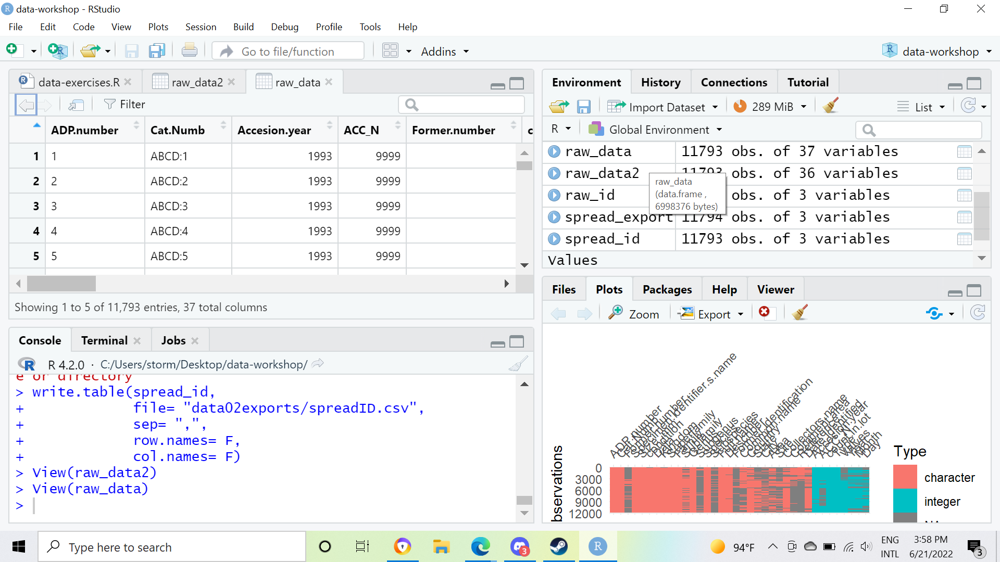 data-workshop - RStudio
File Edit Code View Plots Session Build Debug Profile Tools Help
Go to file/function Addins data-workshop
data-exercises.R raw_data2 raw_data
Filter
ADP.number Cat.Numb Accesion.year ACC_N Former.number c
1 1 ABCD:1 1993 9999
2 2 ABCD:2 1993 9999
3 3 ABCD:3 1993 9999
4 4 ABCD:4 1993 9999
5 5 ABCD:5 1993 9999
Showing 1 to 5 of 11,793 entries, 37 total columns
Console Terminal Jobs
R 4.2.0 · C:/Users/storm/Desktop/data-workshop/
e or directory
> write.table(spread_id,
+ file= "data02exports/spreadID.csv",
+ sep= ",",
+ row.names= F,
+ col.names= F)
> View(raw_data2)
> View(raw_data)
>
Environment History Connections Tutorial
Import Dataset 289 MiB List
R Global Environment
raw_data 11793 obs. of 37 variables
raw_data2 11793 obs. of 36 variables
raw_id obs. of 3 variables
spread_export 11794 obs. of 3 variables
spread_id 11793 obs. of 3 variables
Values
raw_data
(data.frame ,
6998376 bytes)
Files Plots Packages Help Viewer
Zoom Export
ADP.number
identifier.s.name
Identification
Collectors.name
Month
Day
bservations
0
3000
6000
9000
12000
Type
character
integer
Type here to search
3
94°F
ENG
INTL
3:58 PM
6/21/2022
3